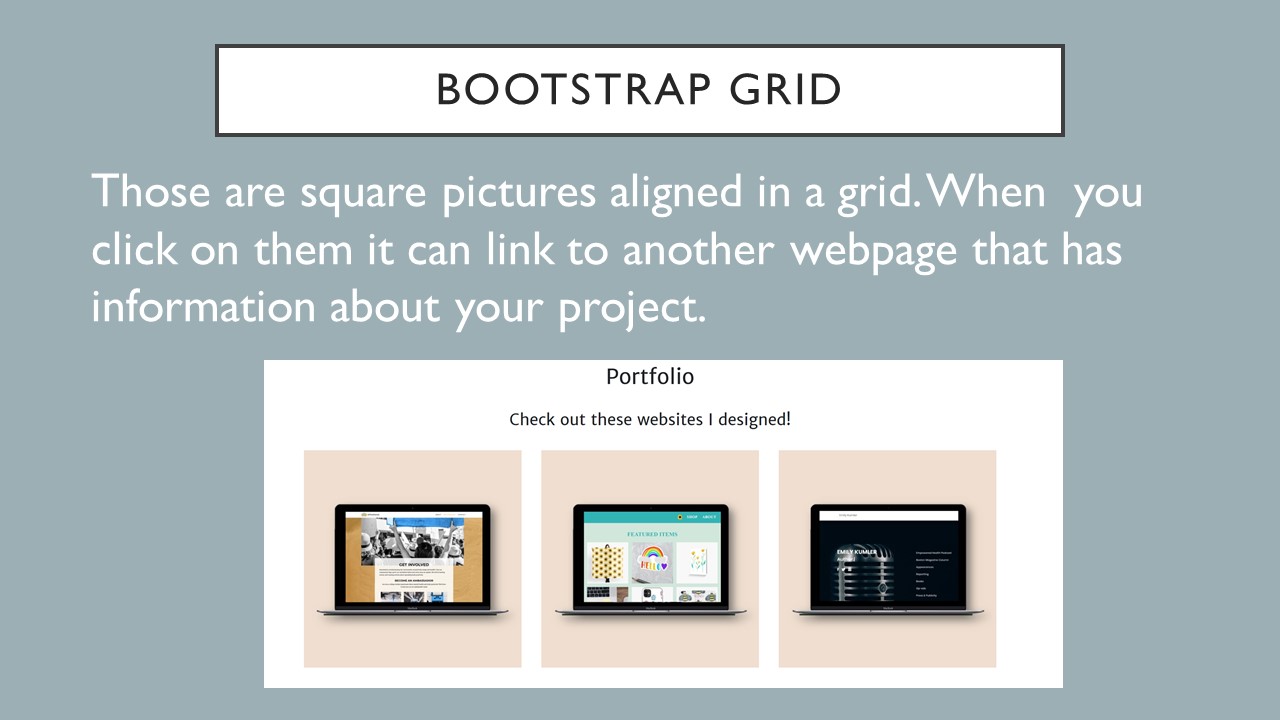 BOOTSTRAP GRID
Those are square pictures aligned in a grid. When  you
click on them it can link to another webpage that has
information about your project.
Portfolio
Check out these websites I designed!
GET INVOLVED
BECOME AN AMBASSADOR
SHOP ABOUT
FEATURED ITEMS
HELLO
EMILY KUMLER